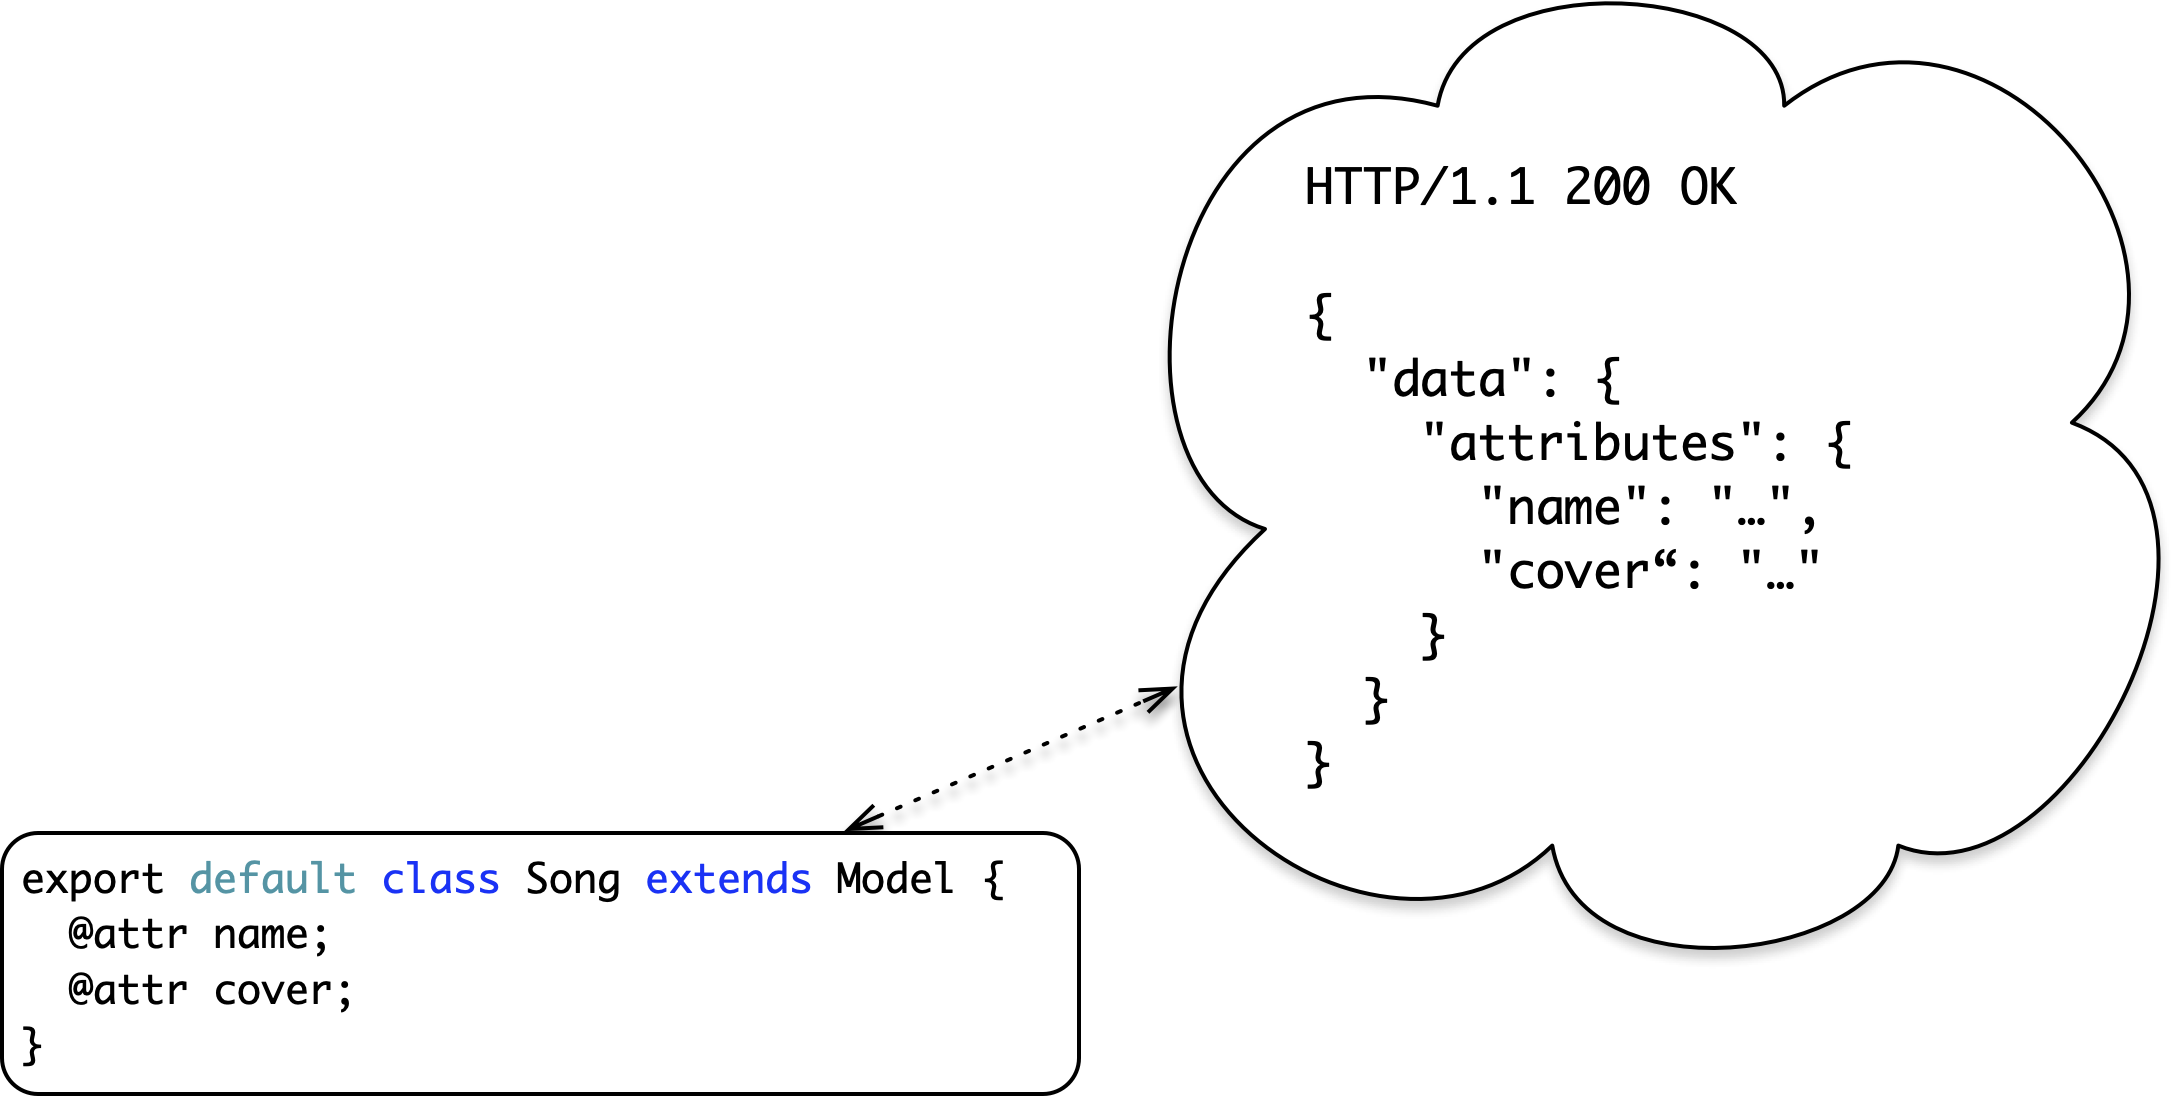 HTTP/1.1 200 OK
{
  "data": {
    "attributes": {
      "name": "…",
      "cover“: "…"
    }
  }
}
export default class Song extends Model {
  @attr name;
  @attr cover;
}